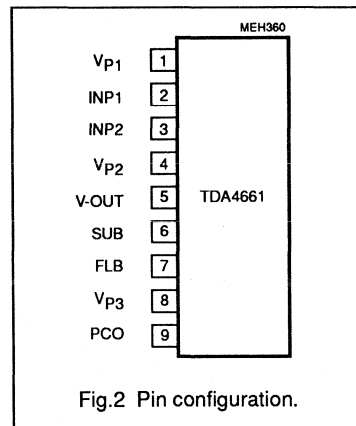 MEH360
VP1 1
INP1 2
INP2 3
VP2 4
V-OUT 5 TDA4661
SUB 6
FLB 7
VP3 8
PCO 9
Fig.2 Pin configuration.